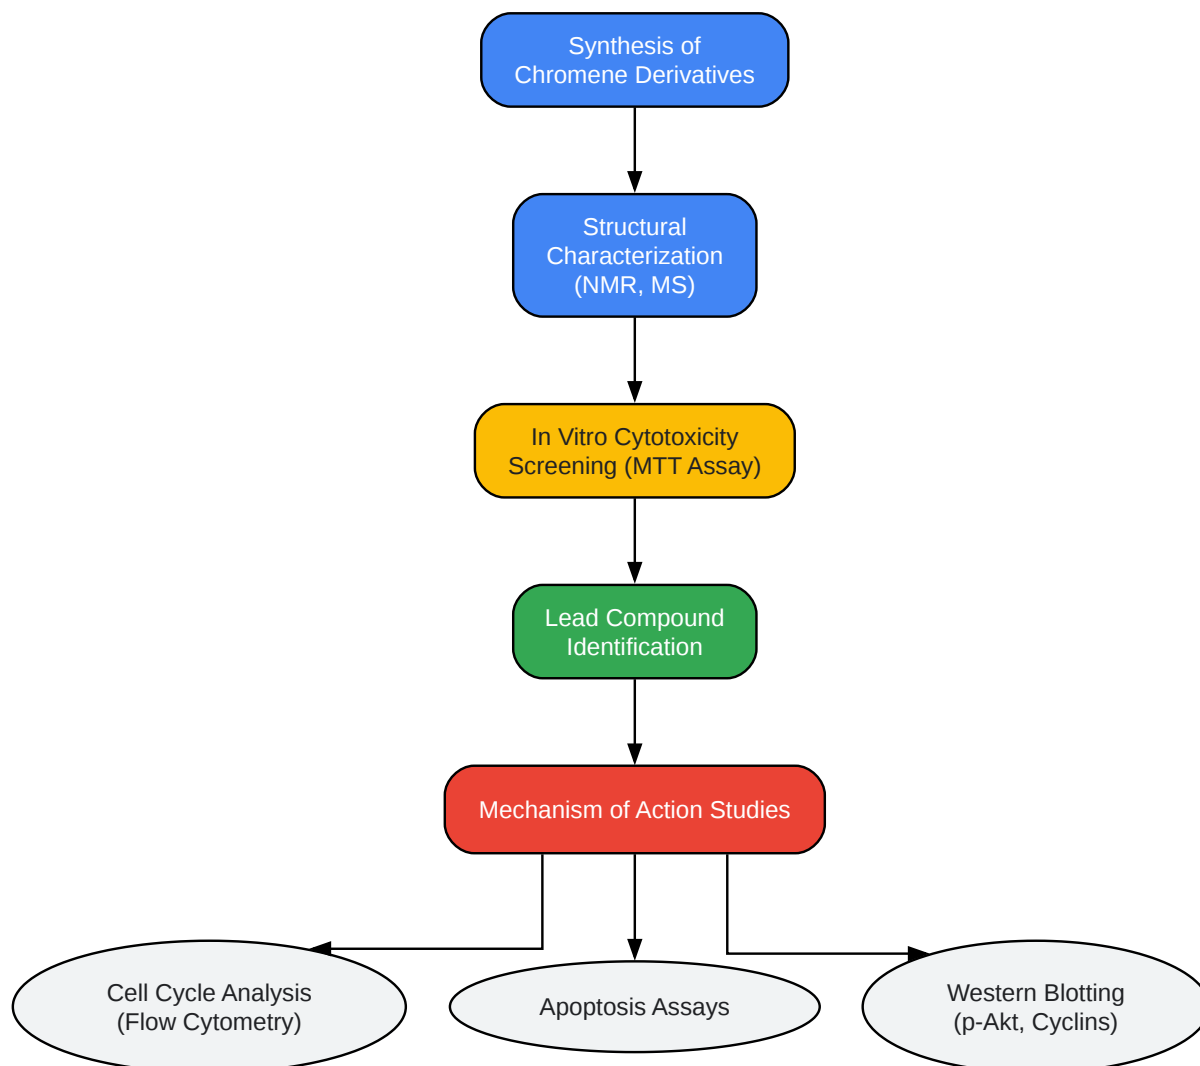 Synthesis of
Chromene Derivatives
Structural
Characterization
(NMR, MS)
In Vitro Cytotoxicity
Screening (MTT Assay)
Lead Compound
Identification
Mechanism of Action Studies
Cell Cycle Analysis
(Flow Cytometry)
Apoptosis Assays
Western Blotting
(p-Akt, Cyclins)